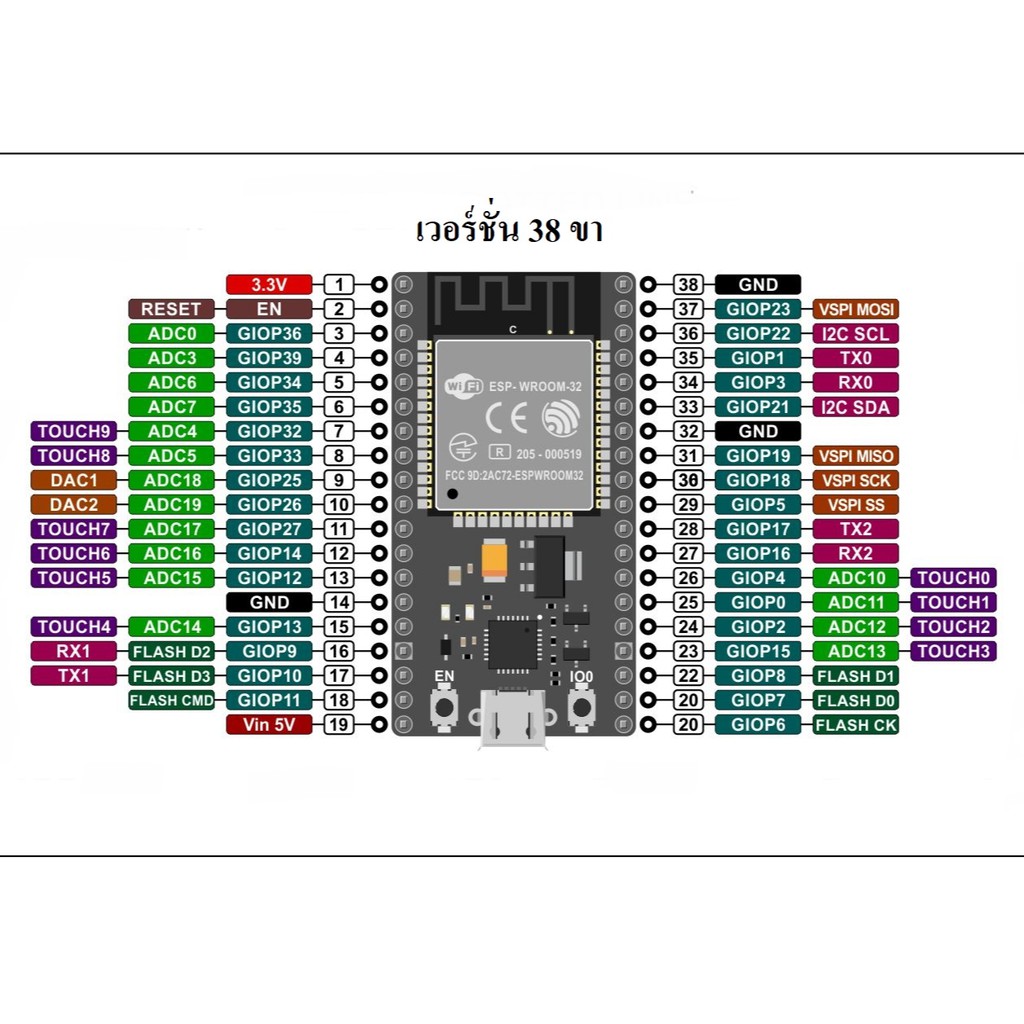 เวอร์ชั่น 38 ขา
3.3V 1 38 GND
RESET EN 2 37 GIOP23 VSPI MOSI
ADC0 GIOP36 3 36 GIOP22 I2C SCL
C
ADC3 GIOP39 4 35 GIOP1 TX0
ADC6 GIOP34 5 WiFi ESP- WROOM-32 34 GIOP3 RX0
ADC7 GIOP35 6 CE 33 GIOP21 I2C SDA
TOUCH9 ADC4 GIOP32 7 32 GND
TOUCH8 ADC5 GIOP33 8 R 205 - 000519 31 GIOP19 VSPI MISO
DAC1 ADC18 GIOP25 9 FCC 9D:2AC72-ESPWROOM32 30 GIOP18 VSPI SCK
DAC2 ADC19 GIOP26 10 29 GIOP5 VSPI SS
TOUCH7 ADC17 GIOP27 11 28 GIOP17 TX2
TOUCH6 ADC16 GIOP14 12 27 GIOP16 RX2
TOUCH5 ADC15 GIOP12 13 26 GIOP4 ADC10 TOUCH0
GND 14 25 GIOP0 ADC11 TOUCH1
TOUCH4 ADC14 GIOP13 15 24 GIOP2 ADC12 TOUCH2
RX1 FLASH D2 GIOP9 16 23 GIOP15 ADC13 TOUCH3
TX1 FLASH D3 GIOP10 17 EN IO0 22 GIOP8 FLASH D1
FLASH CMD GIOP11 18 20 GIOP7 FLASH D0
Vin 5V 19 20 GIOP6 FLASH CK